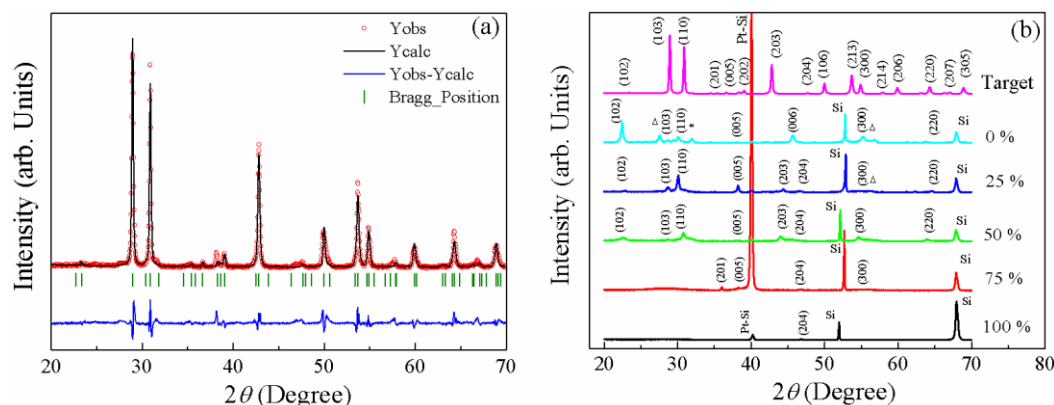 (a)
Yobs
Ycalc
Yobs-Ycalc
Bragg_Position
Intensity (arb. Units)
20 30 40 50 60 70
2θ (Degree)
(b)
Intensity (arb. Units)
(102) (103) (110) (201) (005) (202) Pt-Si (203) (204) (106) (213) (300) (214) (206) (220) (207) (305) Target
(102) Δ (103) (110) * (005) (006) Si (300) Δ (220) Si 0 %
(102) (103) (110) (005) (203) (204) Si (300) Δ (220) Si 25 %
(102) (103) (110) (005) (203) (204) Si (300) (220) Si 50 %
(201) (005) (204) Si (300) Si 75 %
Pt-Si (204) Si Si 100 %
20 30 40 50 60 70 80
2θ (Degree)